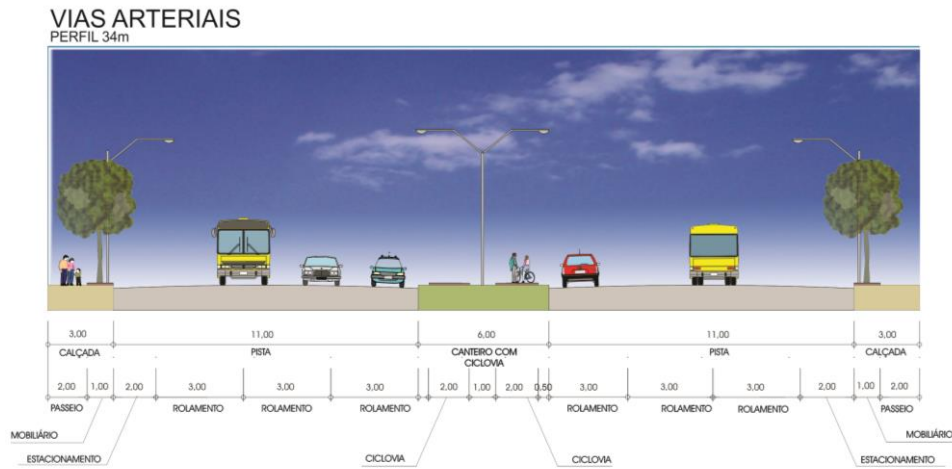 VIAS ARTERIAIS
PERFIL 34m
3,00 11,00 6,00 11,00 3,00
CALÇADA PISTA CANTEIRO COM CICLOVIA PISTA CALÇADA
2,00 1,00 2,00 3,00 3,00 3,00 2,00 1,00 2,00 0,50 3,00 3,00 3,00 2,00 1,00 2,00
PASSEIO ROLAMENTO ROLAMENTO ROLAMENTO ROLAMENTO ROLAMENTO ROLAMENTO PASSEIO
MOBILIÁRIO MOBILIÁRIO
ESTACIONAMENTO CICLOVIA CICLOVIA ESTACIONAMENTO